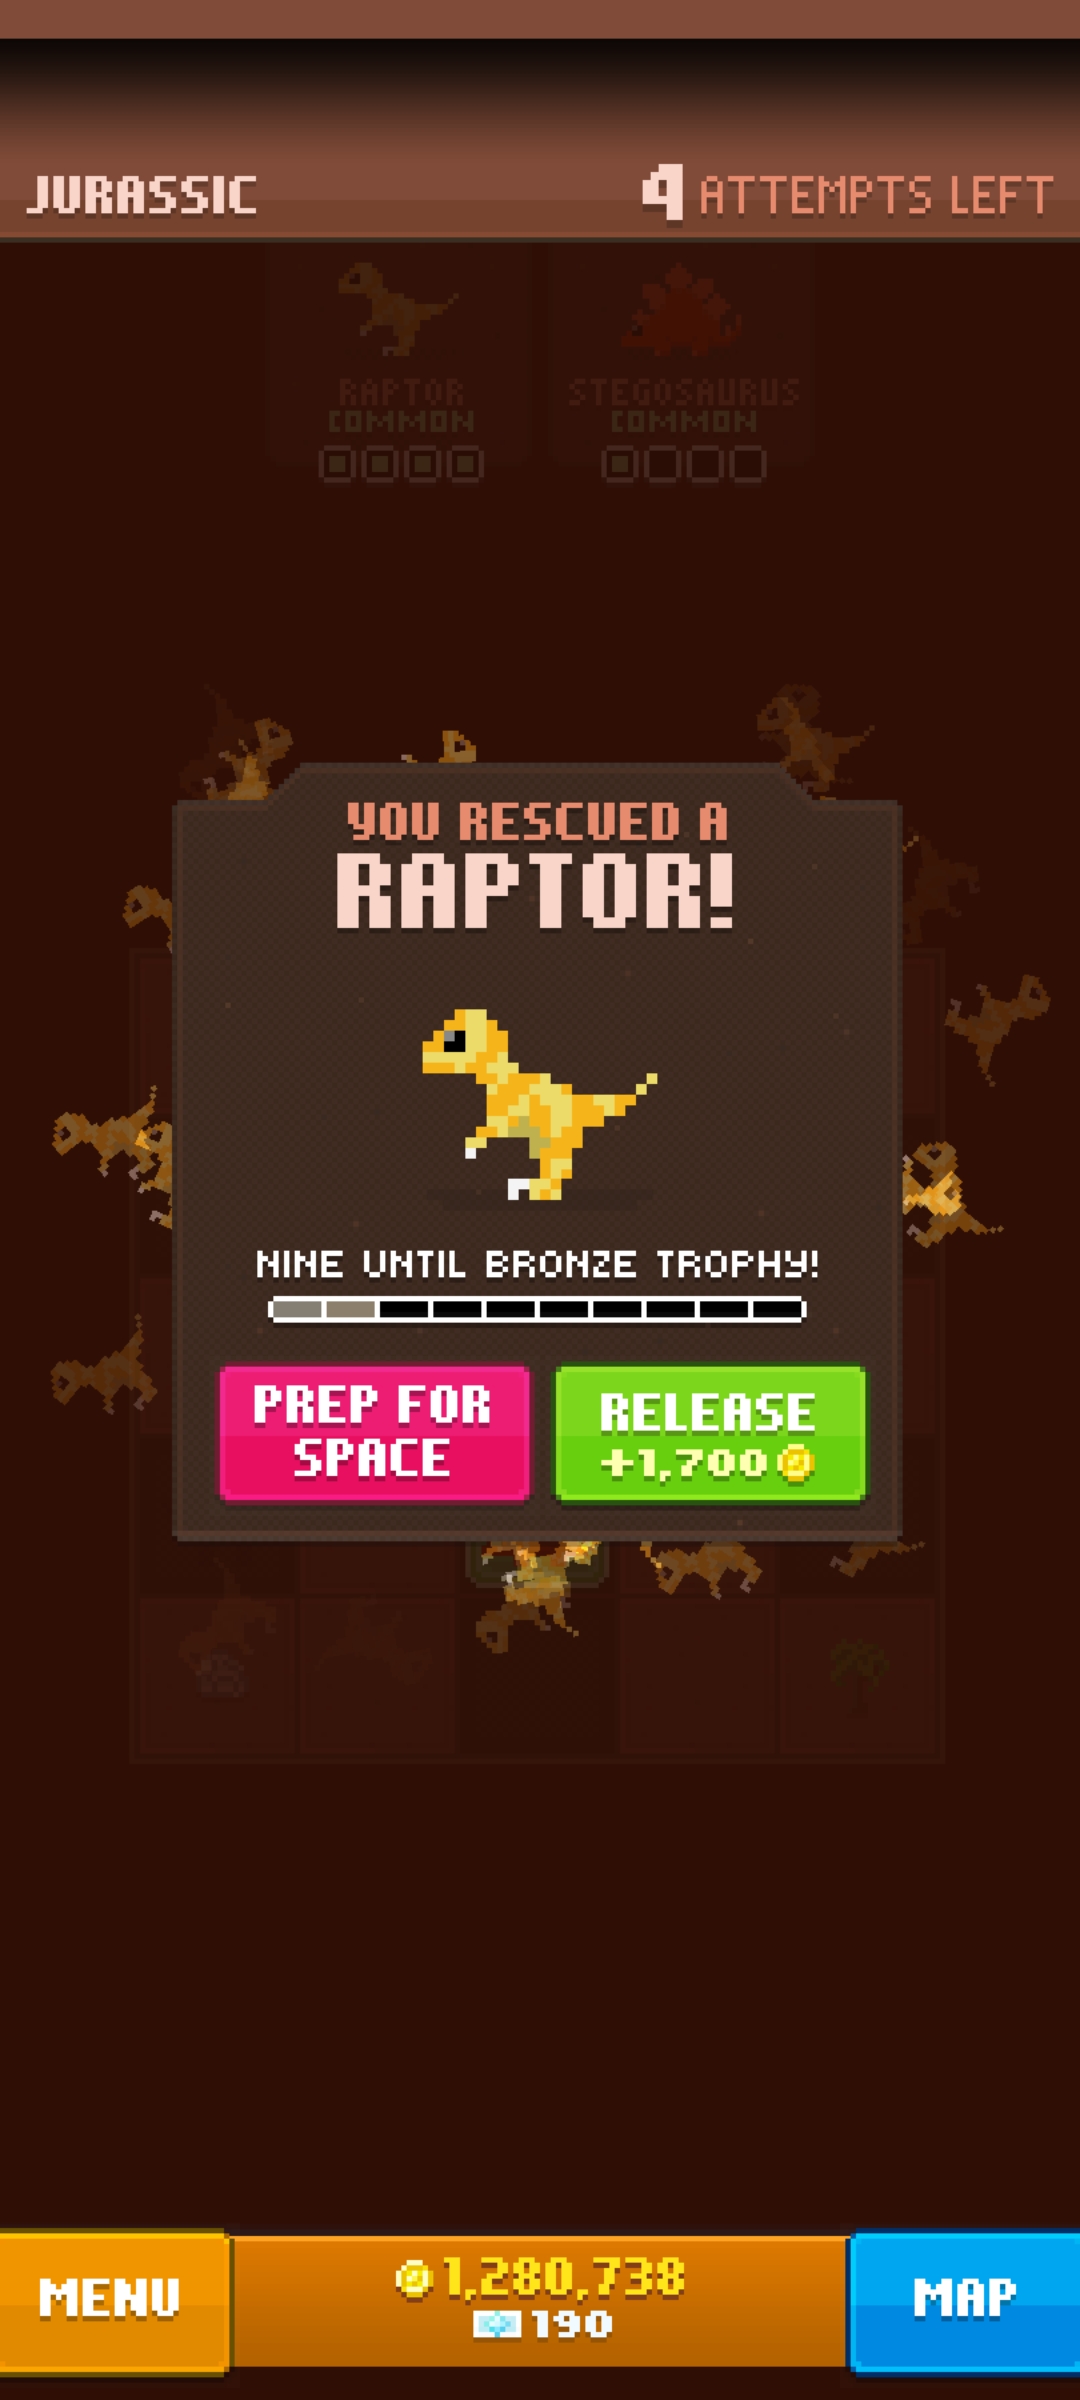 JURASSIC
9 ATTEMPTS LEFT
RAPTOR
COMMON
STEGOSAURUS
COMMON
YOU RESCUED A
RAPTOR!
NINE UNTIL BRONZE TROPHY!
PREP FOR
SPACE
RELEASE
+1,700
MENU
1,280,738
190
MAP